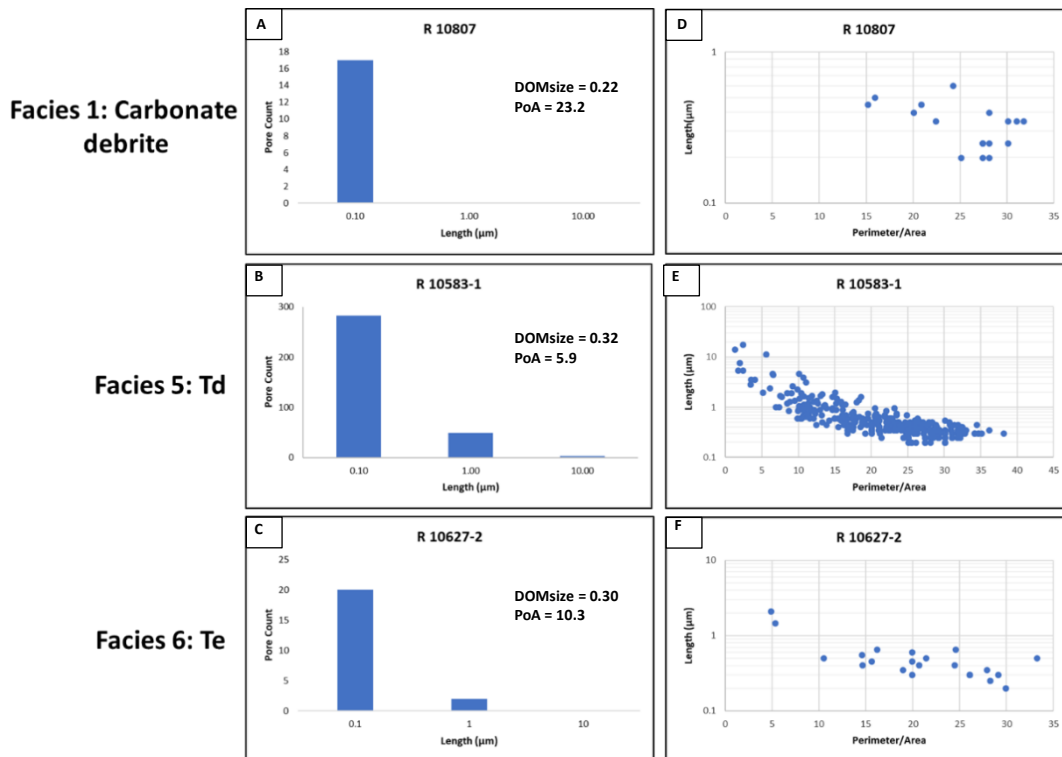 Facies 1: Carbonate
debrite
A
R 10807
18
16
14
12
10
8
6
4
2
0
Pore Count
DOMsize = 0.22
PoA = 23.2
0.10 1.00 10.00
Length (µm)
D
R 10807
1
0.1
Length(µm)
0 5 10 15 20 25 30 35
Perimeter/Area
Facies 5: Td
B
R 10583-1
300
200
100
0
Pore Count
DOMsize = 0.32
PoA = 5.9
0.10 1.00 10.00
Length (µm)
E
R 10583-1
100
10
1
0.1
Length (µm)
0 5 10 15 20 25 30 35 40 45
Perimeter/Area
Facies 6: Te
C
R 10627-2
25
20
15
10
5
0
Pore Count
DOMsize = 0.30
PoA = 10.3
0.1 1 10
Length (µm)
F
R 10627-2
10
1
0.1
Length(µm)
0 5 10 15 20 25 30 35
Perimeter/Area